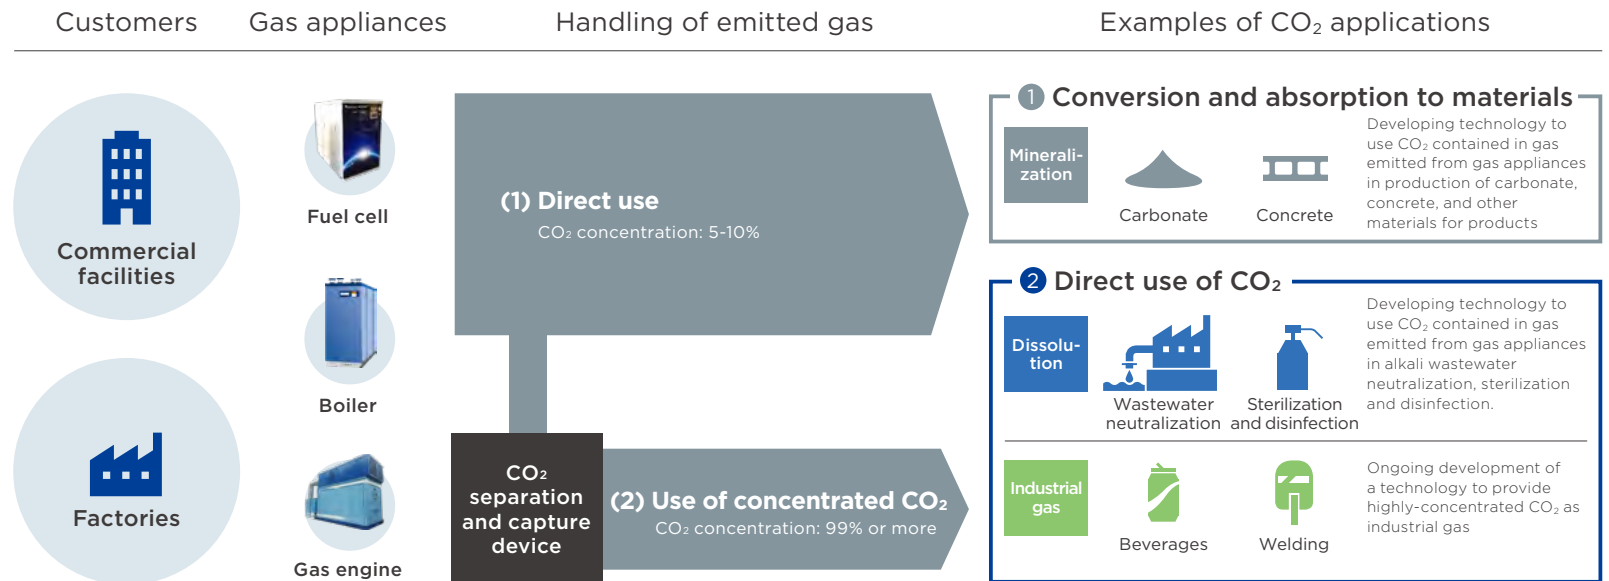 Customers
Gas appliances
Handling of emitted gas
Examples of CO₂ applications
Commercial
facilities
Factories
Fuel cell
Boiler
Gas engine
(1) Direct use
CO₂ concentration: 5-10%
CO₂
separation
and capture
device
(2) Use of concentrated CO₂
CO₂ concentration: 99% or more
1 Conversion and absorption to materials
Minerali-
zation
Carbonate
Concrete
Developing technology to
use CO₂ contained in gas
emitted from gas appliances
in production of carbonate,
concrete, and other
materials for products
2 Direct use of CO₂
Dissolu-
tion
Wastewater
neutralization
Sterilization
and disinfection
Developing technology to
use CO₂ contained in gas
emitted from gas appliances
in alkali wastewater
neutralization, sterilization
and disinfection.
Industrial
gas
Beverages
Welding
Ongoing development of
a technology to provide
highly-concentrated CO₂ as
industrial gas